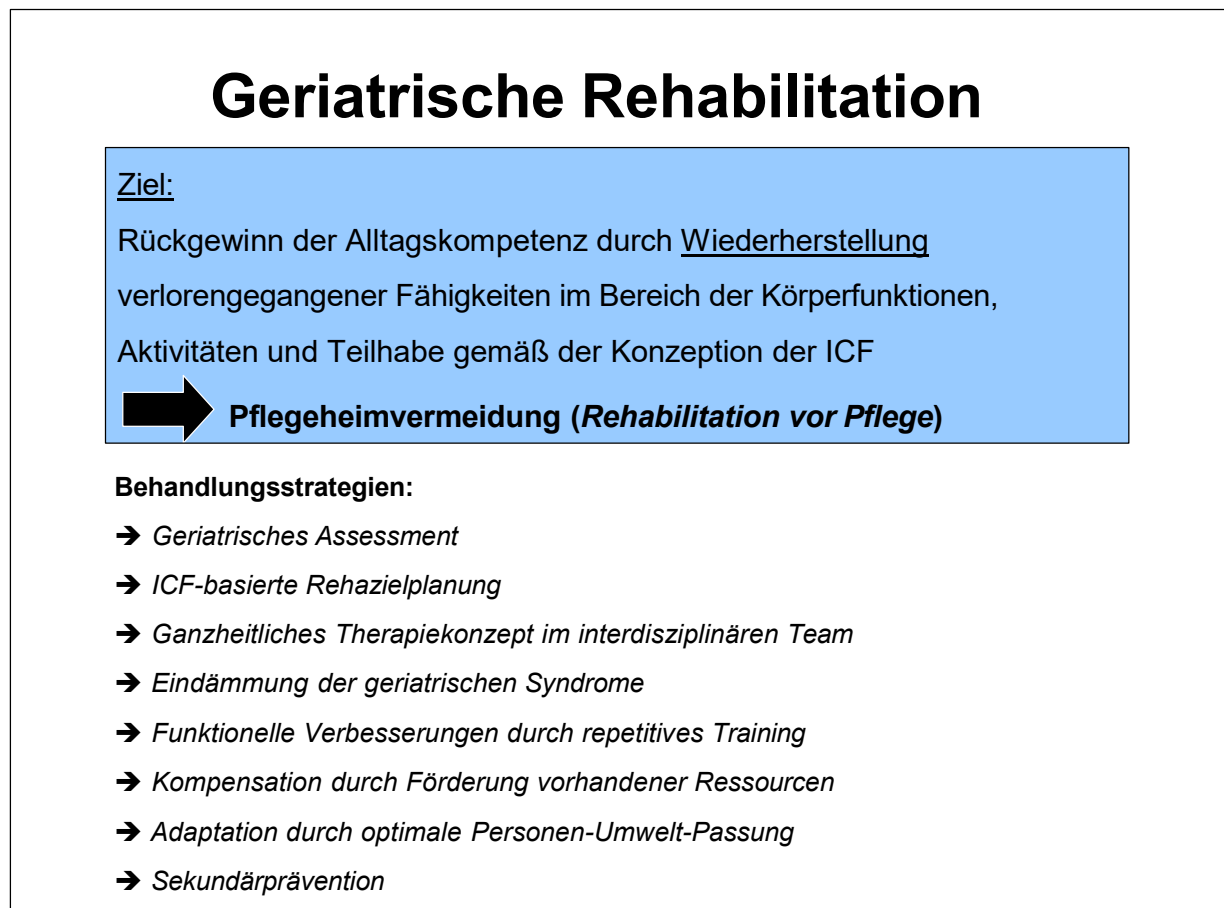 Geriatrische Rehabilitation
Ziel:
Rückgewinn der Alltagskompetenz durch Wiederherstellung
verlorengegangener Fähigkeiten im Bereich der Körperfunktionen,
Aktivitäten und Teilhabe gemäß der Konzeption der ICF
Pflegeheimvermeidung (Rehabilitation vor Pflege)
Behandlungsstrategien:
➔ Geriatrisches Assessment
➔ ICF-basierte Rehazielplanung
➔ Ganzheitliches Therapiekonzept im interdisziplinären Team
➔ Eindämmung der geriatrischen Syndrome
➔ Funktionelle Verbesserungen durch repetitives Training
➔ Kompensation durch Förderung vorhandener Ressourcen
➔ Adaptation durch optimale Personen-Umwelt-Passung
➔ Sekundärprävention